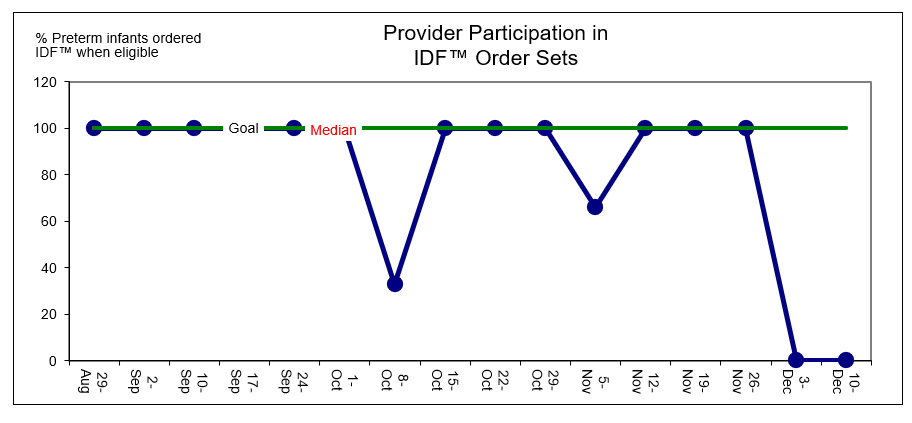 % Preterm infants ordered
IDF™ when eligible
Provider Participation in
IDF™ Order Sets
120
100
80
60
40
20
0
Goal
Median
29-
Aug
2-
Sep
10-
Sep
17-
Sep
24-
Sep
1-
Oct
8-
Oct
15-
Oct
22-
Oct
29-
Oct
5-
Nov
12-
Nov
19-
Nov
26-
Nov
3-
Dec
10-
Dec